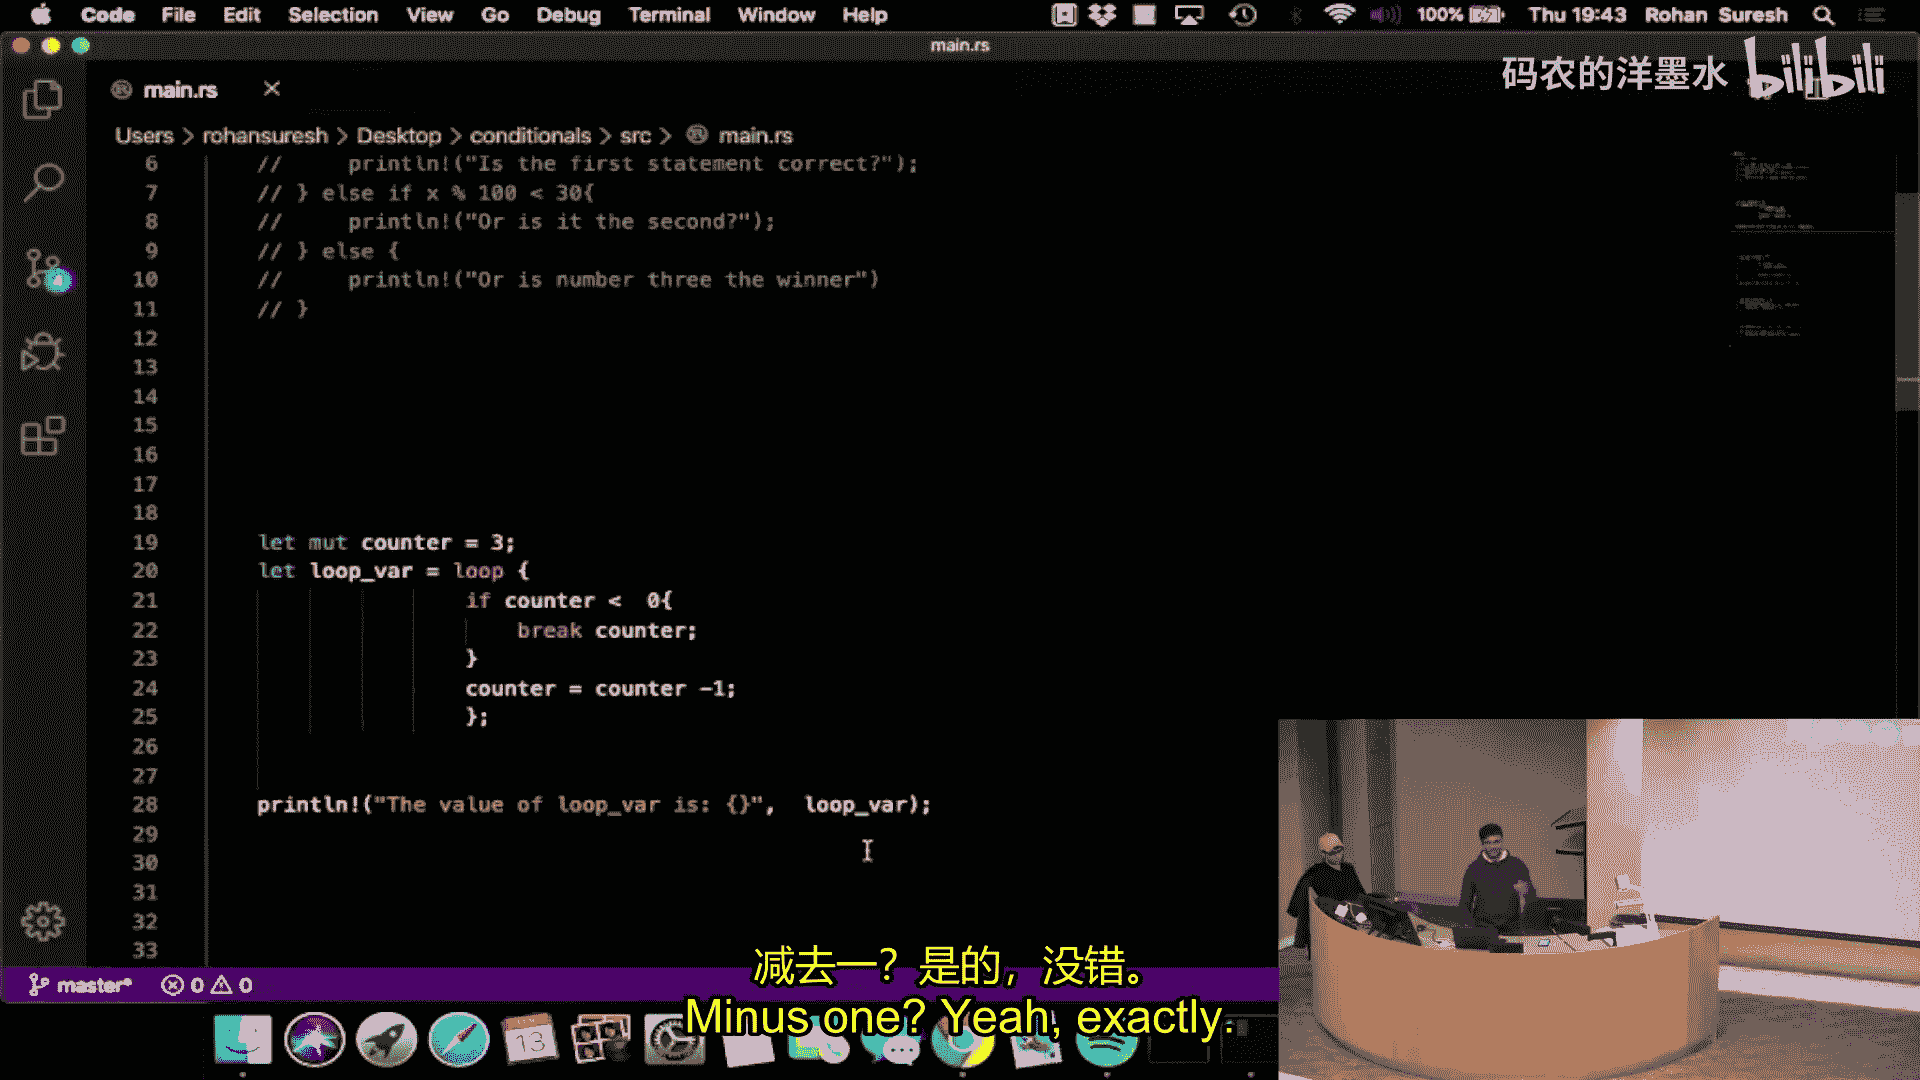 Code File Edit Selection View Go Debug Terminal Window Help 100% Thu 19:43 Rohan Suresh
main.rs
码农的洋墨水 bilibili
main.rs
Users > rohansuresh > Desktop > conditionals > src > main.rs
6 // println!("Is the first statement correct?");
7 // } else if x % 100 < 30{
8 // println!("Or is it the second?");
9 // } else {
10 // println!("Or is number three the winner")
11 // }
12
13
14
15
16
17
18
19 let mut counter = 3;
20 let loop_var = loop {
21 if counter <  0{
22 break counter;
23 }
24 counter = counter -1;
25 };
26
27
28 println!("The value of loop_var is: {}",  loop_var);
29
30
31
32
33
减去一？是的，没错。
master* 0 0
Minus one? Yeah, exactly.
13